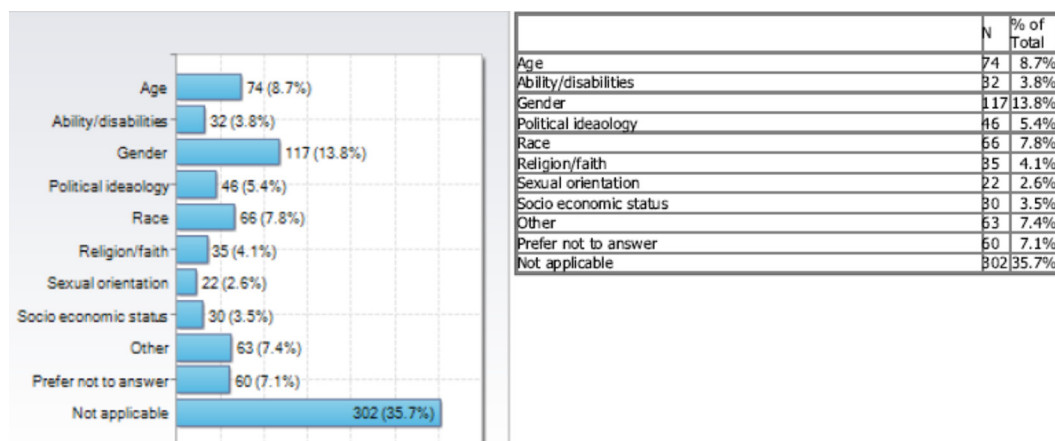 Age 74 (8.7%)
Ability/disabilities 32 (3.8%)
Gender 117 (13.8%)
Political ideaology 46 (5.4%)
Race 66 (7.8%)
Religion/faith 35 (4.1%)
Sexual orientation 22 (2.6%)
Socio economic status 30 (3.5%)
Other 63 (7.4%)
Prefer not to answer 60 (7.1%)
Not applicable 302 (35.7%)
N % of
Total
Age 74 8.7%
Ability/disabilities 32 3.8%
Gender 117 13.8%
Political ideaology 46 5.4%
Race 66 7.8%
Religion/faith 35 4.1%
Sexual orientation 22 2.6%
Socio economic status 30 3.5%
Other 63 7.4%
Prefer not to answer 60 7.1%
Not applicable 302 35.7%